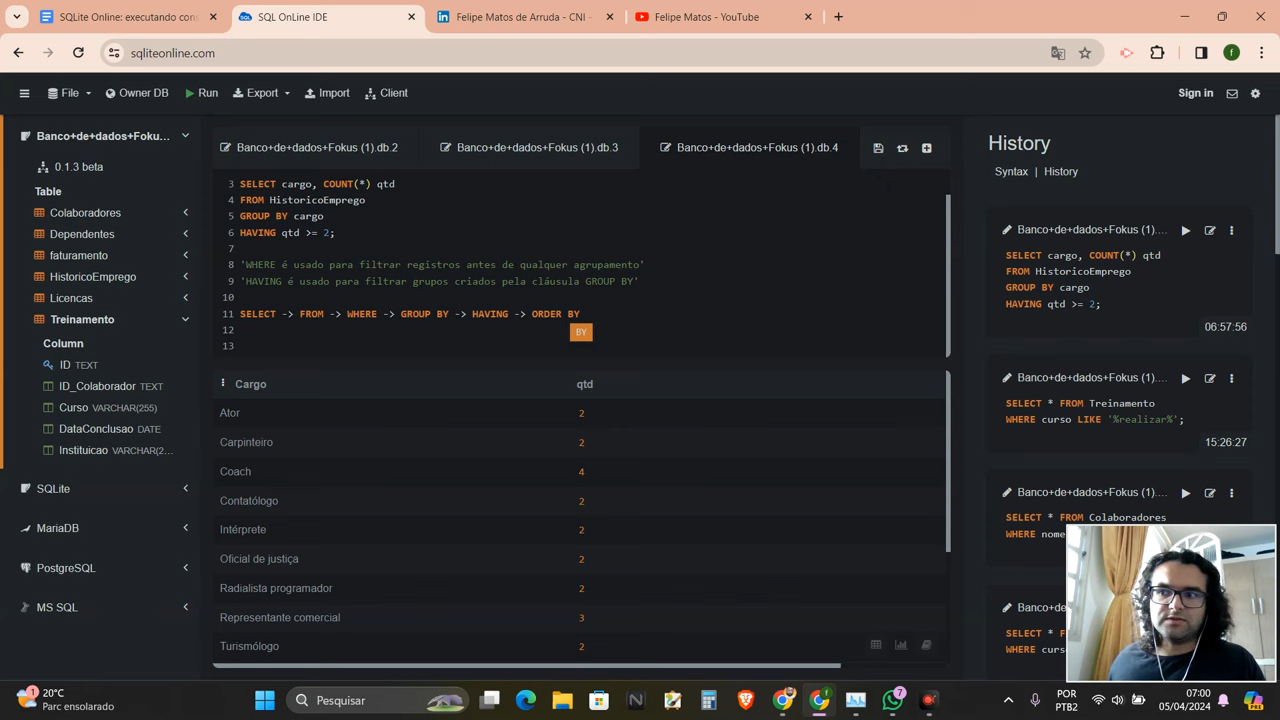 SQLite Online: executando cons
SQL OnLine IDE
Felipe Matos de Arruda - CNI -
Felipe Matos - YouTube
sqliteonline.com
f
File
Owner DB
Run
Export
Import
Client
Sign in
Banco+de+dados+Foku...
0.1.3 beta
Table
Colaboradores
Dependentes
faturamento
HistoricoEmprego
Licencas
Treinamento
Column
ID TEXT
ID_Colaborador TEXT
Curso VARCHAR(255)
DataConclusao DATE
Instituicao VARCHAR(2...
SQLite
MariaDB
PostgreSQL
MS SQL
Banco+de+dados+Fokus (1).db.2
Banco+de+dados+Fokus (1).db.3
Banco+de+dados+Fokus (1).db.4
3 SELECT cargo, COUNT(*) qtd
4 FROM HistoricoEmprego
5 GROUP BY cargo
6 HAVING qtd >= 2;
7
8 'WHERE é usado para filtrar registros antes de qualquer agrupamento'
9 'HAVING é usado para filtrar grupos criados pela cláusula GROUP BY'
10
11 SELECT -> FROM -> WHERE -> GROUP BY -> HAVING -> ORDER BY
12
BY
13
Cargo qtd
Ator 2
Carpinteiro 2
Coach 4
Contatólogo 2
Intérprete 2
Oficial de justiça 2
Radialista programador 2
Representante comercial 3
Turismólogo 2
History
Syntax | History
Banco+de+dados+Fokus (1)....
SELECT cargo, COUNT(*) qtd
FROM HistoricoEmprego
GROUP BY cargo
HAVING qtd >= 2;
06:57:56
Banco+de+dados+Fokus (1)....
SELECT * FROM Treinamento
WHERE curso LIKE '%realizar%';
15:26:27
Banco+de+dados+Fokus (1)....
SELECT * FROM Colaboradores
WHERE nome
Banco+de+dados+F
SELECT * F
WHERE curs
1
20°C
Parc ensolarado
Pesquisar
7
POR
PTB2
07:00
05/04/2024
PRE